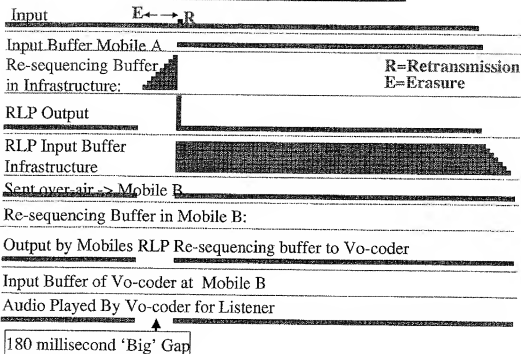 Input E R
Input Buffer Mobile A
Re-sequencing Buffer
in Infrastructure:
R=Retransmission
E=Erasure
RLP Output
RLP Input Buffer
Infrastructure
Sent over-air -> Mobile B
Re-sequencing Buffer in Mobile B:
Output by Mobiles RLP Re-sequencing buffer to Vo-coder
Input Buffer of Vo-coder at Mobile B
Audio Played By Vo-coder for Listener
180 millisecond 'Big' Gap